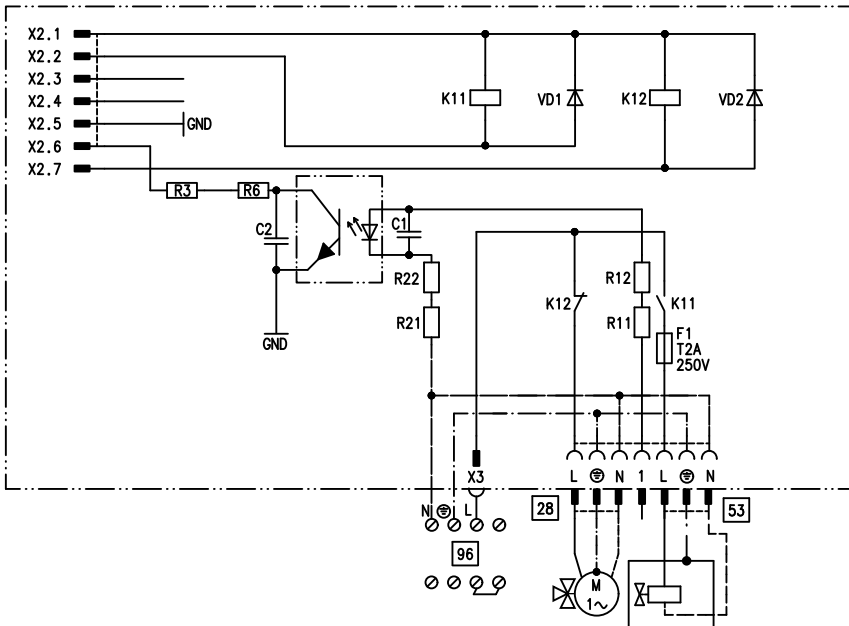 X2.1
X2.2
X2.3
X2.4
X2.5
X2.6
X2.7
GND
K11
VD1
K12
VD2
R3
R6
C2
C1
GND
R22
R21
K12
R12
R11
K11
F1
T2A
250V
X3
L
N
1
L
N
N
L
28
53
96
M
1~